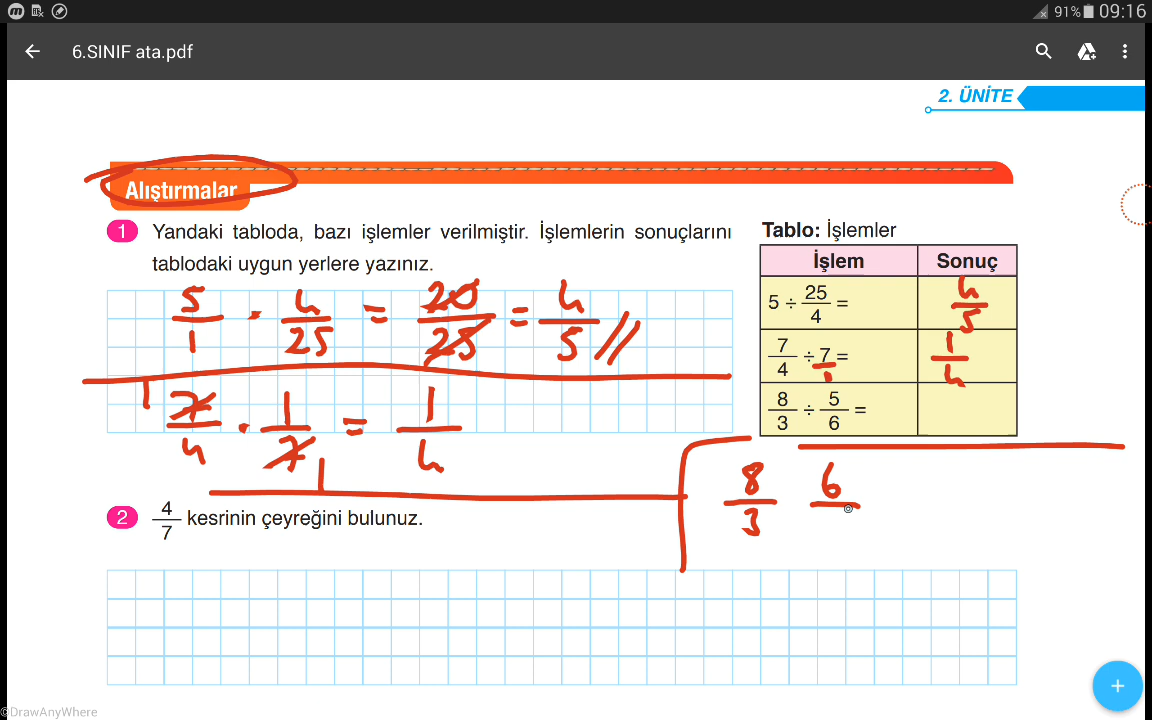 91% 09:16
6.SINIF ata.pdf
2. ÜNİTE
Alıştırmalar
1 Yandaki tabloda, bazı işlemler verilmiştir. İşlemlerin sonuçlarını
tablodaki uygun yerlere yazınız.
Tablo: İşlemler
İşlem Sonuç
5 ÷ 25/4 = 4/5
7/4 ÷ 7/1 = 1/4
8/3 ÷ 5/6 =
5/1 · 4/25 = 20/25 = 4/5 //
1 7/4 · 1/7 1 = 1/4
8/3 6
2 4/7 kesrinin çeyreğini bulunuz.
©DrawAnyWhere